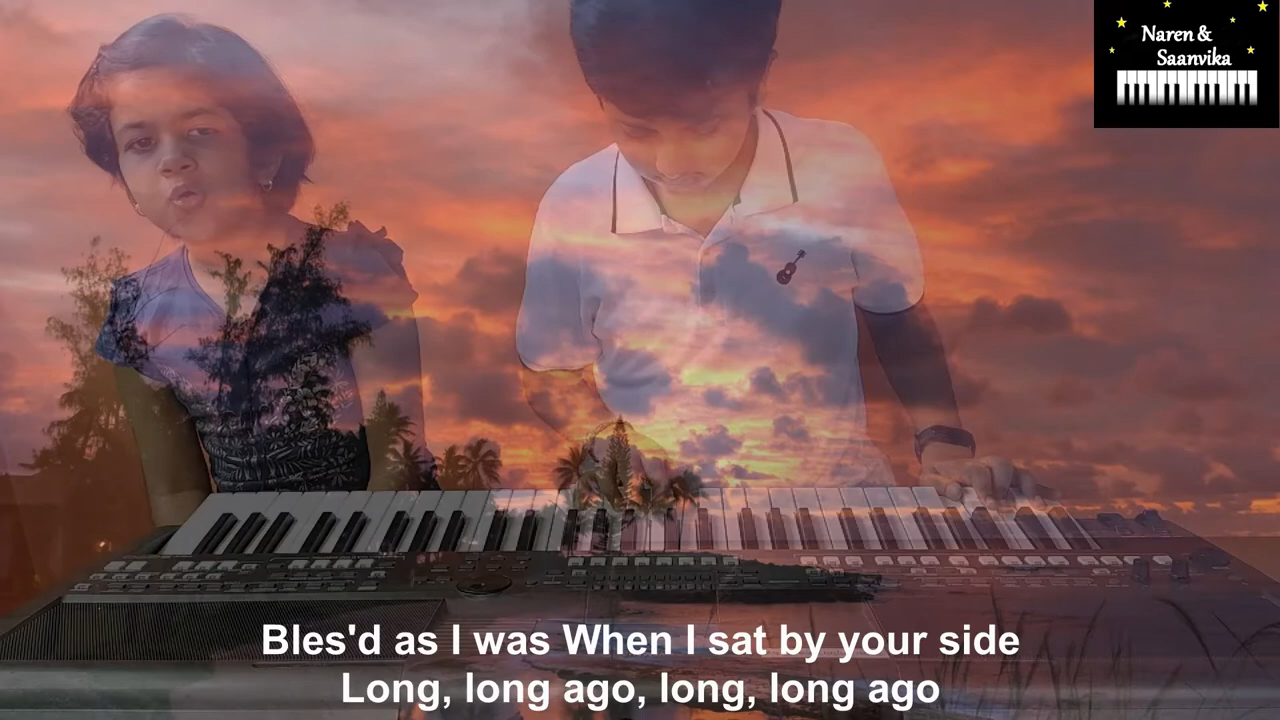 Naren &
Saanvika
Bles'd as I was When I sat by your side
Long, long ago, long, long ago